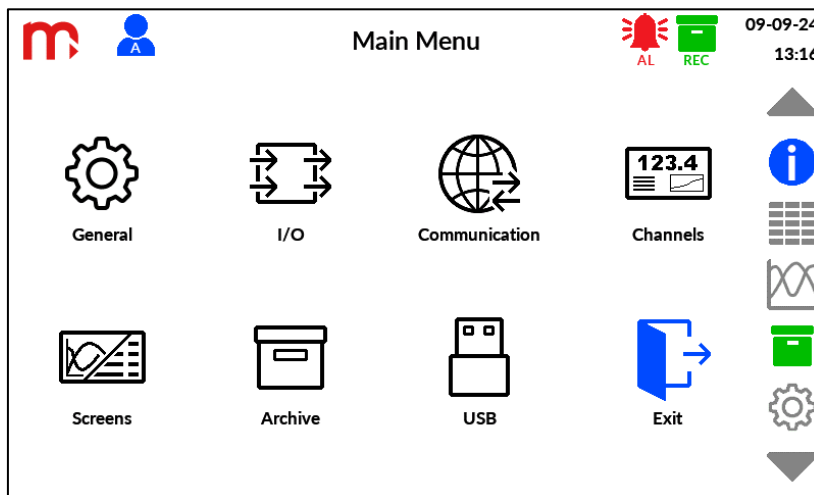 A
Main Menu
AL
REC
09-09-24
13:16
123.4
General
I/O
Communication
Channels
Screens
Archive
USB
Exit